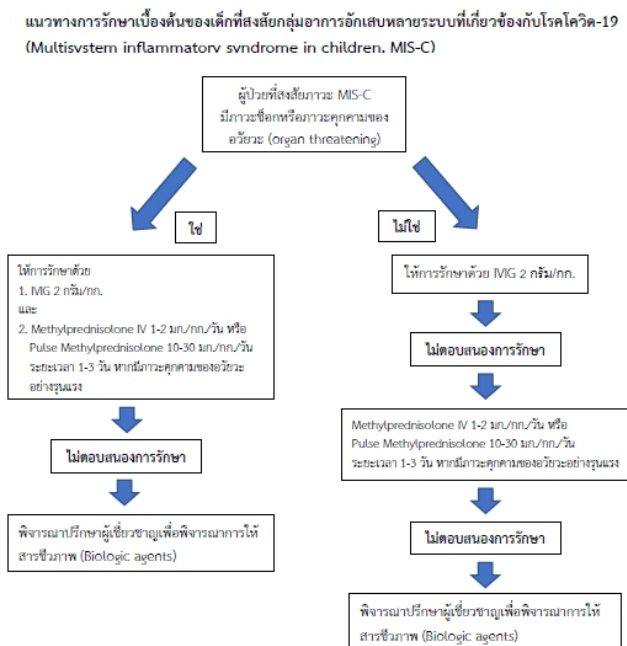 แนวทางการรักษาเบื้องต้นของเด็กที่สงสัยกลุ่มอาการอักเสบหลายระบบที่เกี่ยวข้องกับโรคโควิด-19
(Multisystem inflammatory syndrome in children, MIS-C)
ผู้ป่วยที่สงสัยภาวะ MIS-C
มีภาวะช็อกหรือภาวะคุกคามของ
อวัยวะ (organ threatening)
ใช่
ให้การรักษาด้วย
1. IVIG 2 กรัม/กก.
และ
2. Methylprednisolone IV 1-2 มก./กก./วัน หรือ
Pulse Methylprednisolone 10-30 มก./กก./วัน
ระยะเวลา 1-3 วัน หากมีภาวะคุกคามของอวัยวะ
อย่างรุนแรง
ไม่ตอบสนองการรักษา
พิจารณาปรึกษาผู้เชี่ยวชาญเพื่อพิจารณาการให้
สารชีวภาพ (Biologic agents)
ไม่ใช่
ให้การรักษาด้วย IVIG 2 กรัม/กก.
ไม่ตอบสนองการรักษา
Methylprednisolone IV 1-2 มก./กก./วัน หรือ
Pulse Methylprednisolone 10-30 มก./กก./วัน
ระยะเวลา 1-3 วัน หากมีภาวะคุกคามของอวัยวะอย่างรุนแรง
ไม่ตอบสนองการรักษา
พิจารณาปรึกษาผู้เชี่ยวชาญเพื่อพิจารณาการให้
สารชีวภาพ (Biologic agents)